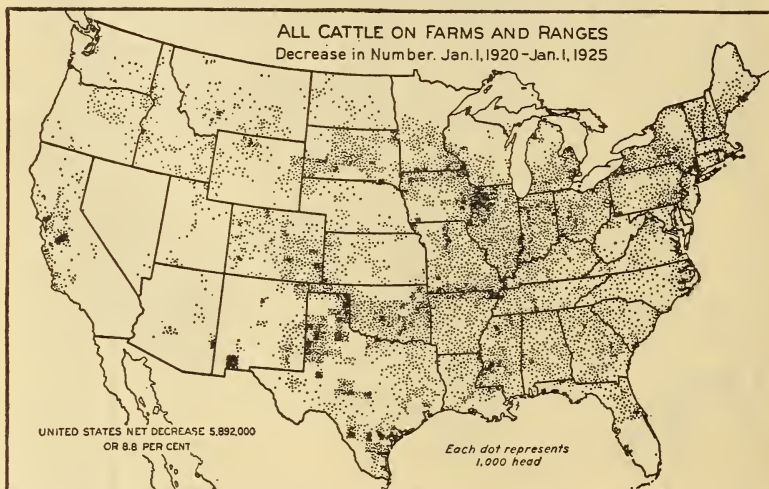 ALL CATTLE ON FARMS AND RANGES
Decrease in Number. Jan. 1, 1920–Jan. 1, 1925
UNITED STATES NET DECREASE 5,892,000
OR 8.8 PER CENT
Each dot represents
1,000 head